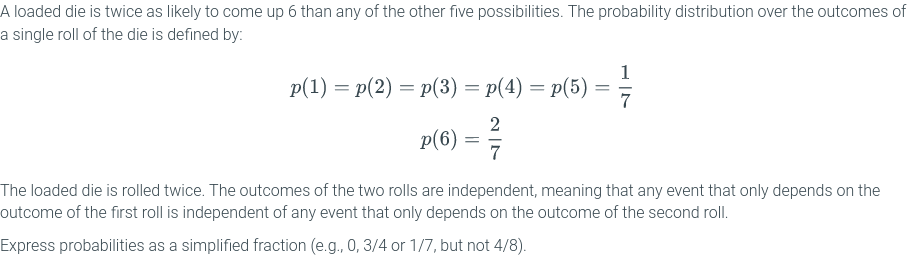 A loaded die is twice as likely to come up 6 than any of the other five possibilities. The probability distribution over the outcomes of
a single roll of the die is defined by:
p(1) = p(2) = p(3) = p(4) = p(5) = 1/7
p(6) = 2/7
The loaded die is rolled twice. The outcomes of the two rolls are independent, meaning that any event that only depends on the
outcome of the first roll is independent of any event that only depends on the outcome of the second roll.
Express probabilities as a simplified fraction (e.g., 0, 3/4 or 1/7, but not 4/8).